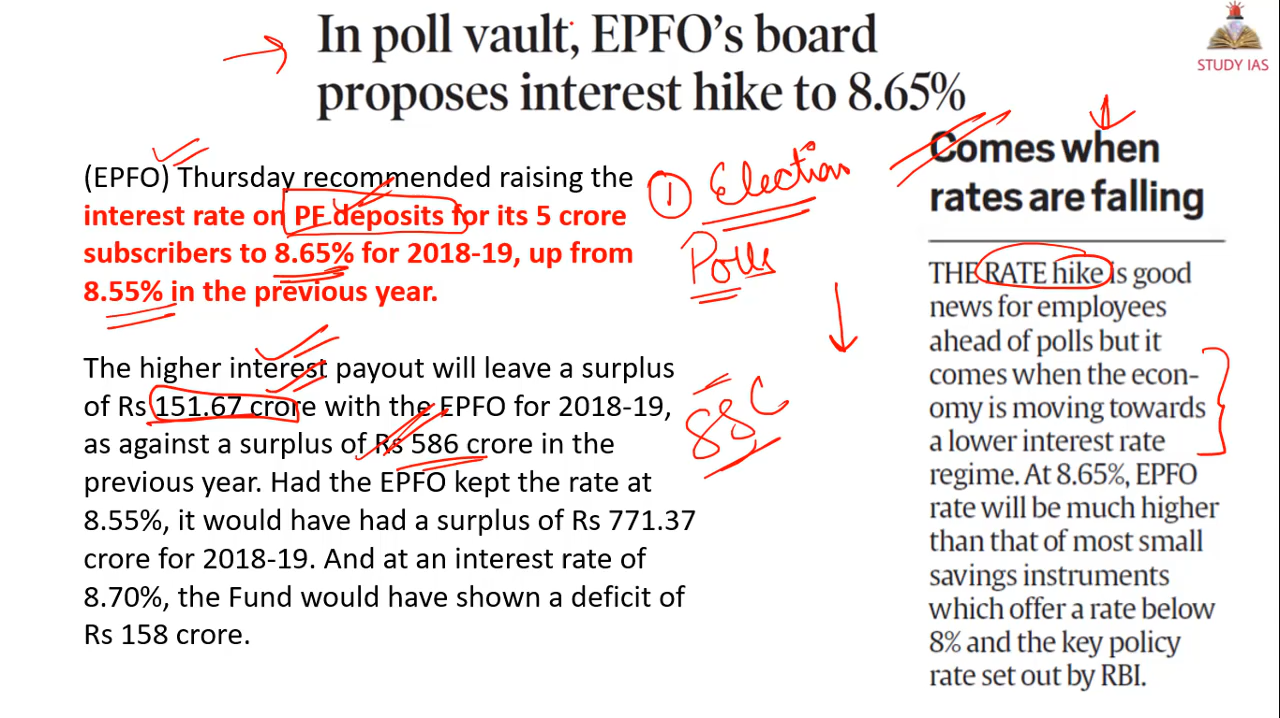 In poll vault, EPFO's board
proposes interest hike to 8.65%
STUDY IAS
(EPFO) Thursday recommended raising the
interest rate on PF deposits for its 5 crore
subscribers to 8.65% for 2018-19, up from
8.55% in the previous year.
The higher interest payout will leave a surplus
of Rs 151.67 crore with the EPFO for 2018-19,
as against a surplus of Rs 586 crore in the
previous year. Had the EPFO kept the rate at
8.55%, it would have had a surplus of Rs 771.37
crore for 2018-19. And at an interest rate of
8.70%, the Fund would have shown a deficit of
Rs 158 crore.
① Election
Polls
Comes when
rates are falling
THE RATE hike is good
news for employees
ahead of polls but it
comes when the econ-
omy is moving towards
a lower interest rate
regime. At 8.65%, EPFO
rate will be much higher
than that of most small
savings instruments
which offer a rate below
8% and the key policy
rate set out by RBI.